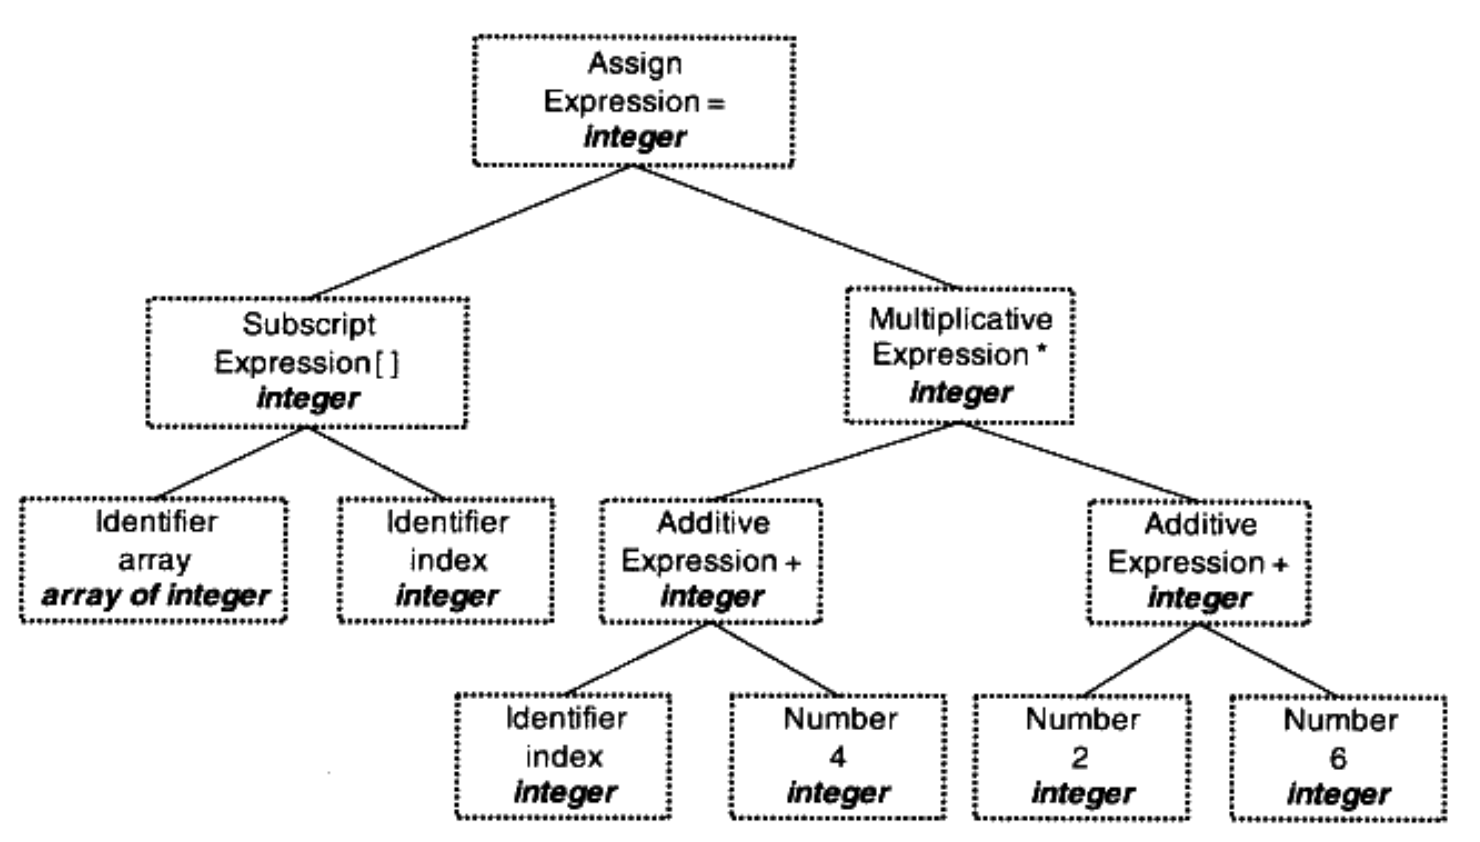 Assign
Expression =
integer
Subscript
Expression[ ]
integer
Multiplicative
Expression *
integer
Identifier
array
array of integer
Identifier
index
integer
Additive
Expression +
integer
Additive
Expression +
integer
Identifier
index
integer
Number
4
integer
Number
2
integer
Number
6
integer